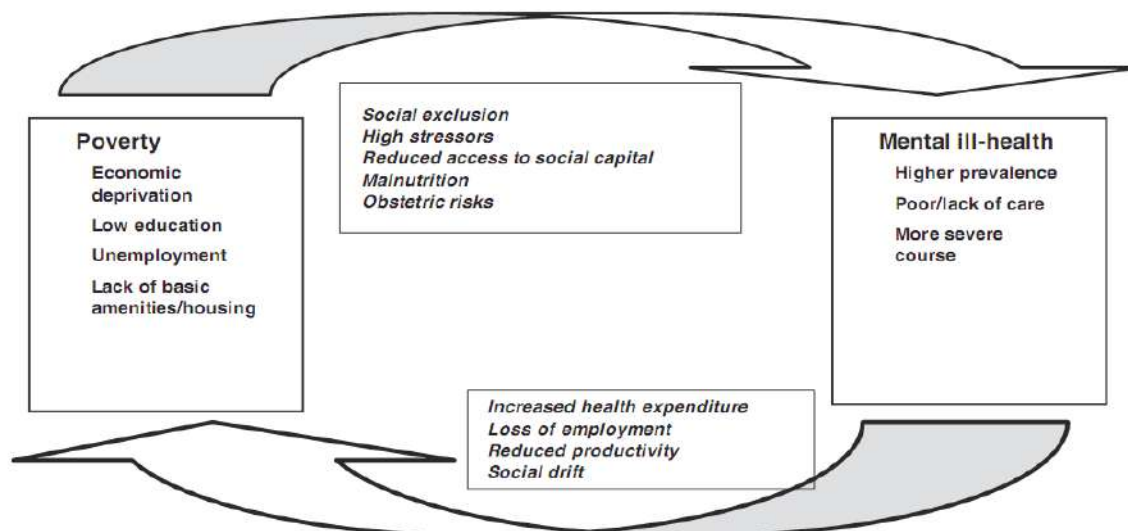 Poverty
Economic
deprivation
Low education
Unemployment
Lack of basic
amenities/housing
Social exclusion
High stressors
Reduced access to social capital
Malnutrition
Obstetric risks
Mental ill-health
Higher prevalence
Poor/lack of care
More severe
course
Increased health expenditure
Loss of employment
Reduced productivity
Social drift